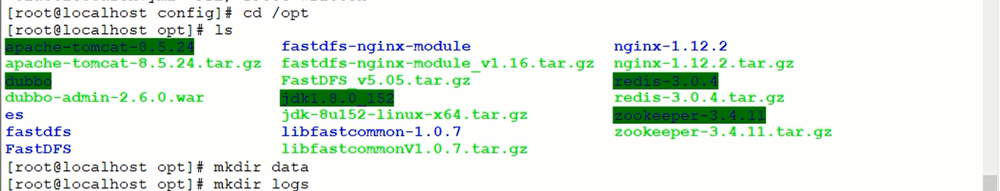 [root@localhost config]# cd /opt
[root@localhost opt]# ls
apache-tomcat-8.5.24 fastdfs-nginx-module nginx-1.12.2
apache-tomcat-8.5.24.tar.gz fastdfs-nginx-module_v1.16.tar.gz nginx-1.12.2.tar.gz
dubbo FastDFS_v5.05.tar.gz redis-3.0.4
dubbo-admin-2.6.0.war jdk1.8.0_152 redis-3.0.4.tar.gz
es jdk-8u152-linux-x64.tar.gz zookeeper-3.4.11
fastdfs libfastcommon-1.0.7 zookeeper-3.4.11.tar.gz
FastDFS libfastcommonV1.0.7.tar.gz
[root@localhost opt]# mkdir data
[root@localhost opt]# mkdir logs